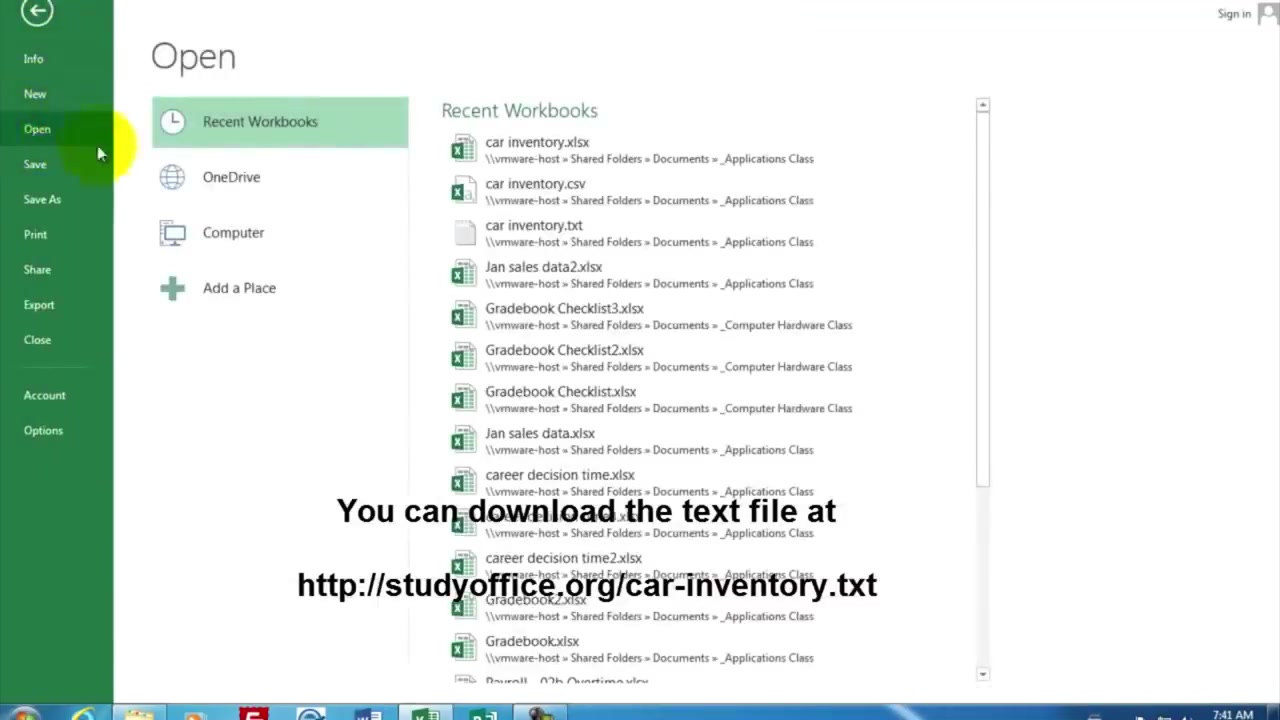 Sign in
Info
New
Open
Save
Save As
Print
Share
Export
Close
Account
Options
Open
Recent Workbooks
OneDrive
Computer
Add a Place
Recent Workbooks
car inventory.xlsx
\\vmware-host » Shared Folders » Documents » _Applications Class
car inventory.csv
\\vmware-host » Shared Folders » Documents » _Applications Class
car inventory.txt
\\vmware-host » Shared Folders » Documents » _Applications Class
Jan sales data2.xlsx
\\vmware-host » Shared Folders » Documents » _Applications Class
Gradebook Checklist3.xlsx
\\vmware-host » Shared Folders » Documents » _Computer Hardware Class
Gradebook Checklist2.xlsx
\\vmware-host » Shared Folders » Documents » _Computer Hardware Class
Gradebook Checklist.xlsx
\\vmware-host » Shared Folders » Documents » _Computer Hardware Class
Jan sales data.xlsx
\\vmware-host » Shared Folders » Documents » _Applications Class
career decision time.xlsx
\\vmware-host » Shared Folders » Documents » _Applications Class
You can download the text file at
\\vmware-host » Shared Folders » Documents » _Applications Class
career decision time2.xlsx
\\vmware-host » Shared Folders » Documents » _Applications Class
http://studyoffice.org/car-inventory.txt
Gradebook2.xlsx
\\vmware-host » Shared Folders » Documents » _Applications Class
Gradebook.xlsx
\\vmware-host » Shared Folders » Documents » _Applications Class
Payroll - 02b Overtime.xlsx
7:41 AM